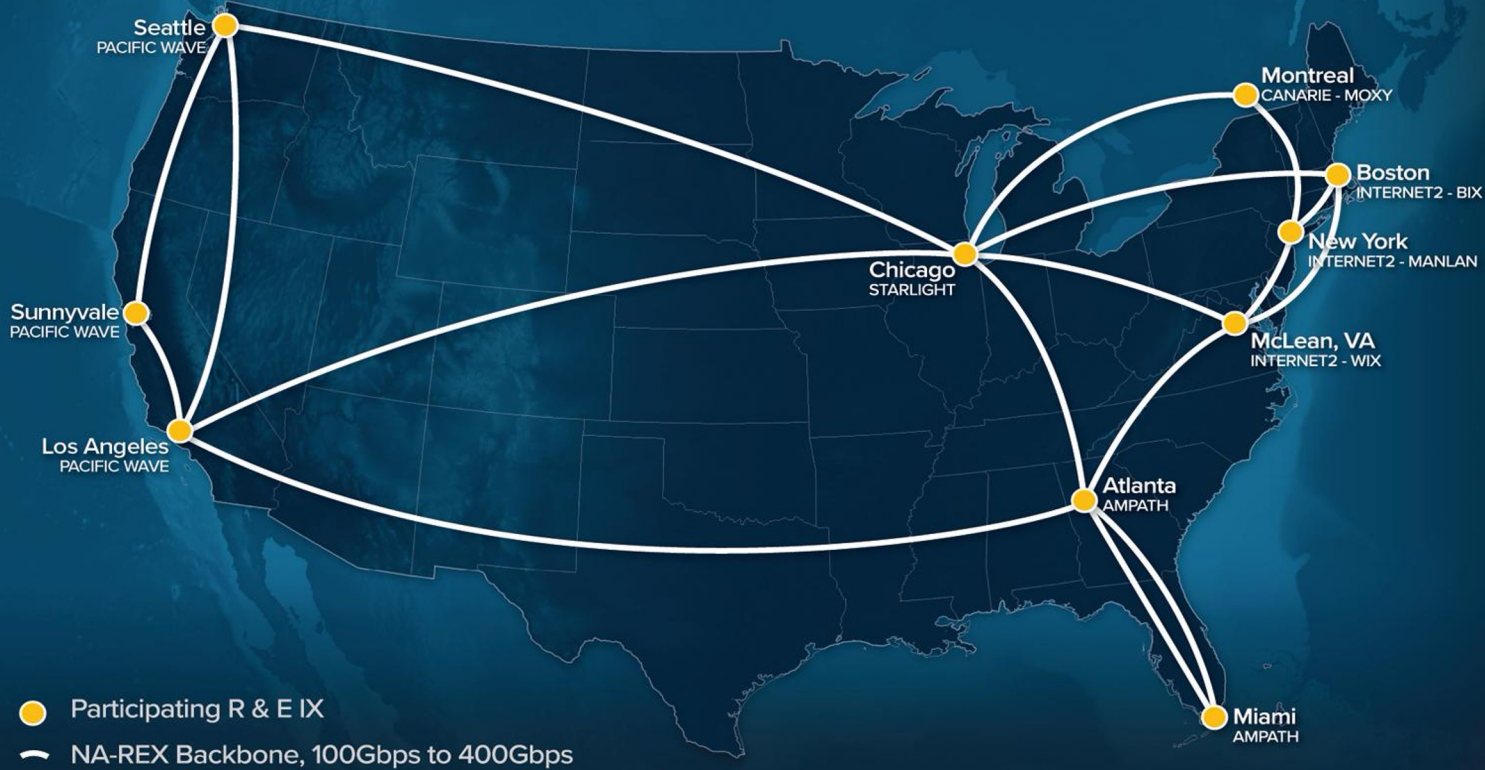 Seattle
PACIFIC WAVE
Montreal
CANARIE - MOXY
Boston
INTERNET2 - BIX
New York
INTERNET2 - MANLAN
Chicago
STARLIGHT
Sunnyvale
PACIFIC WAVE
McLean, VA
INTERNET2 - WIX
Los Angeles
PACIFIC WAVE
Atlanta
AMPATH
Miami
AMPATH
Participating R & E IX
NA-REX Backbone, 100Gbps to 400Gbps